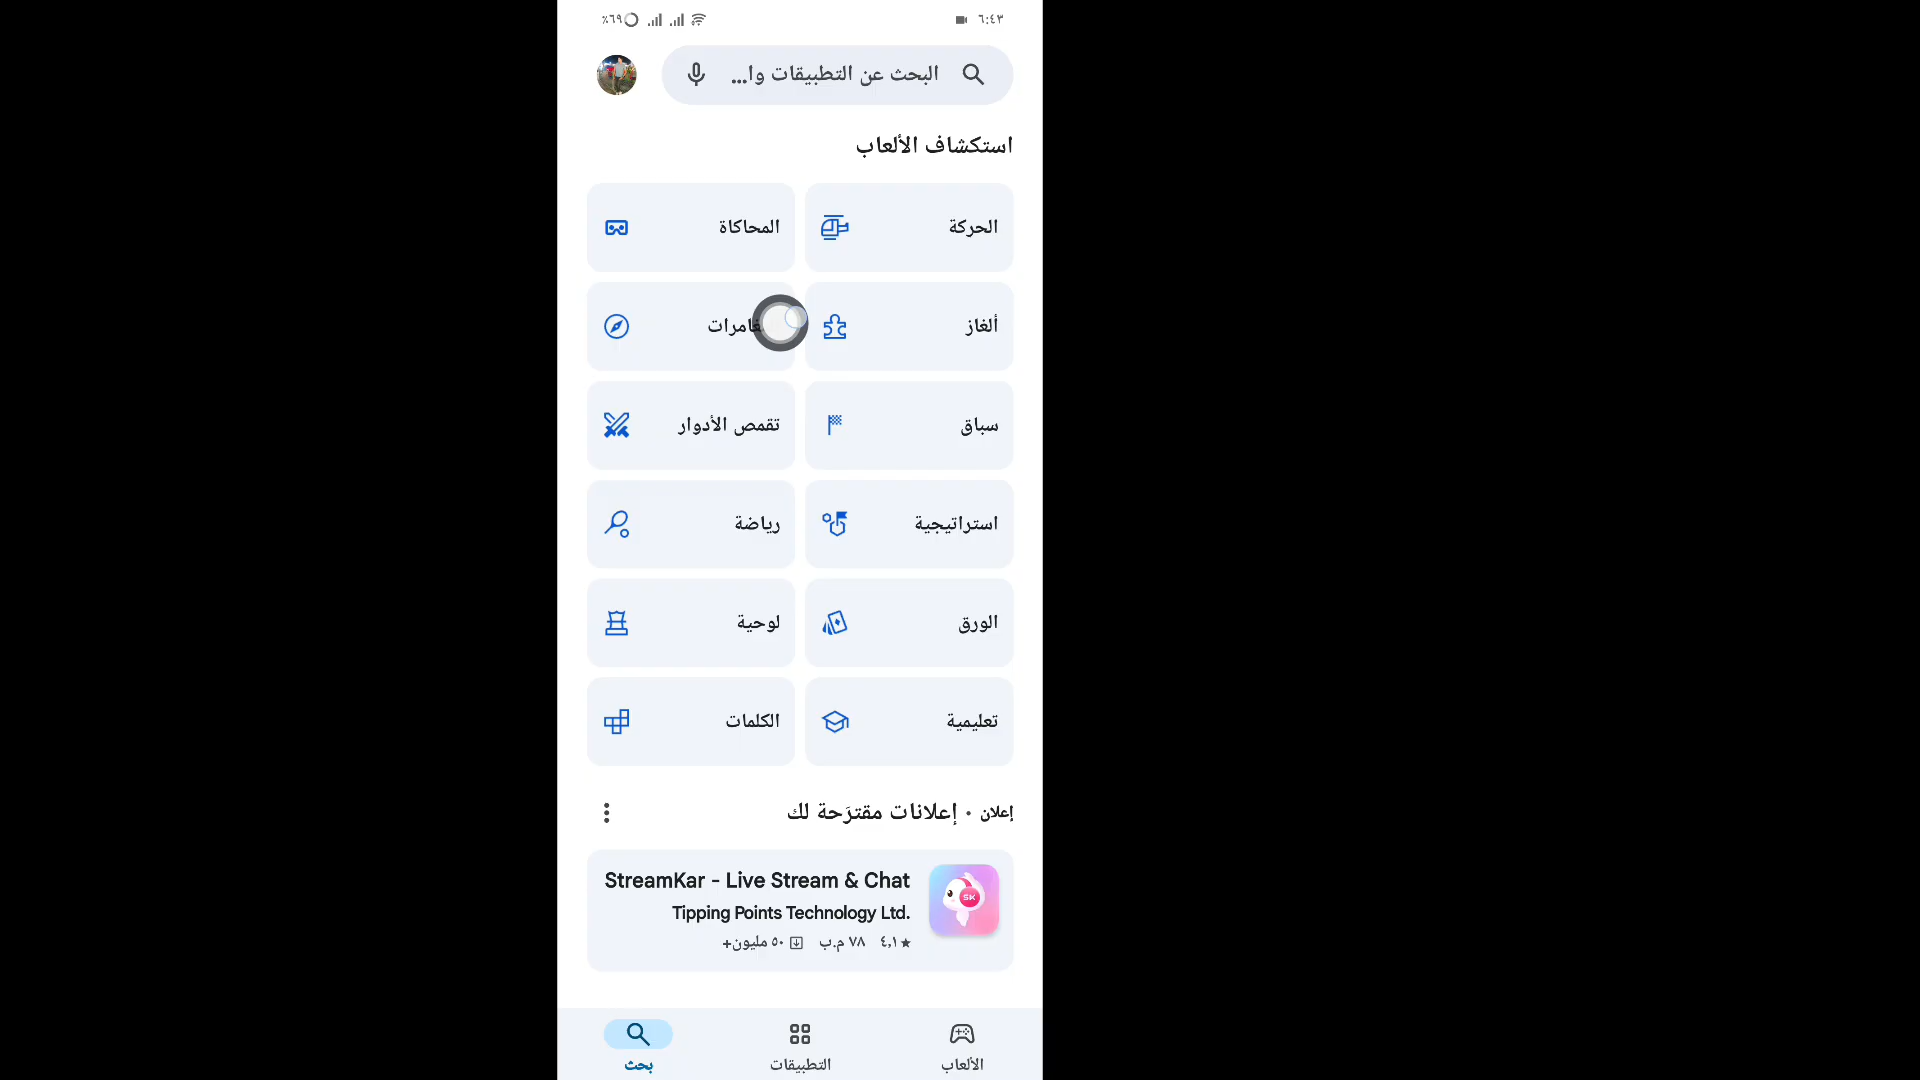 ٦:٤٣
٪٦٩
البحث عن التطبيقات وا...
استكشاف الألعاب
الحركة
المحاكاة
ألغاز
سباق
تقمص الأدوار
استراتيجية
رياضة
الورق
لوحية
تعليمية
الكلمات
إعلان • إعلانات مقترَحة لك
StreamKar - Live Stream & Chat
Tipping Points Technology Ltd.
٤٫١★ ٧٨ م.ب ٥٠ مليون+
SK
الألعاب
التطبيقات
بحث